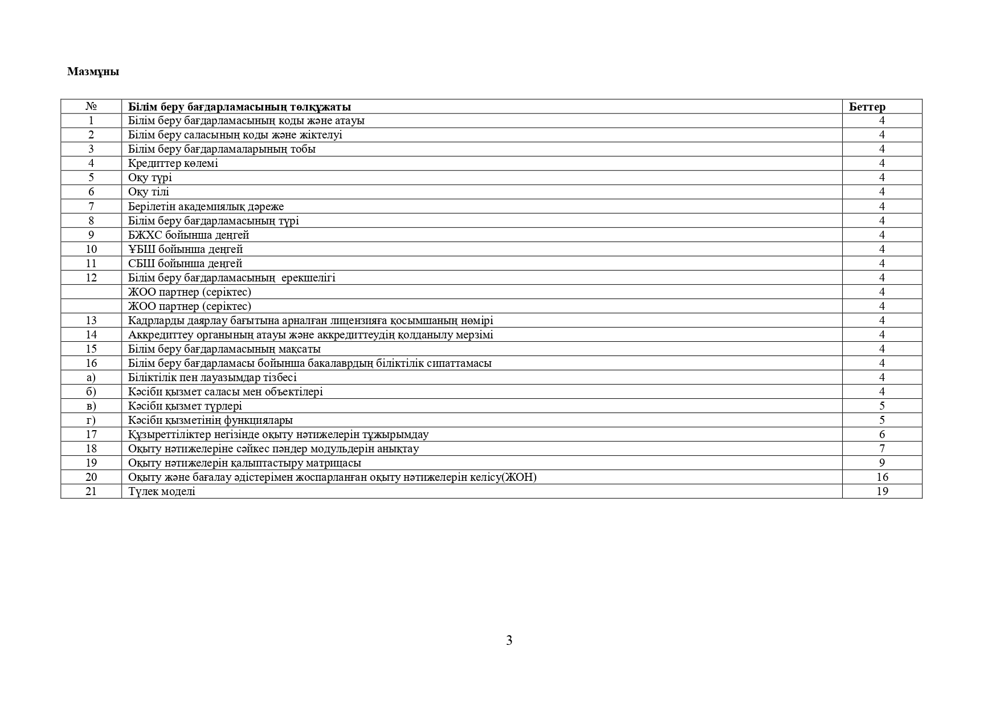 Мазмұны
№ Білім беру бағдарламасының төлқұжаты Беттер
1 Білім беру бағдарламасының коды және атауы 4
2 Білім беру саласының коды және жіктелуі 4
3 Білім беру бағдарламаларының тобы 4
4 Кредиттер көлемі 4
5 Оқу түрі 4
6 Оқу тілі 4
7 Берілетін академиялық дәреже 4
8 Білім беру бағдарламасының түрі 4
9 БЖХС бойынша деңгей 4
10 ҰБШ бойынша деңгей 4
11 СБШ бойынша деңгей 4
12 Білім беру бағдарламасының  ерекшелігі 4
ЖОО партнер (серіктес) 4
ЖОО партнер (серіктес) 4
13 Кадрларды даярлау бағытына арналған лицензияға қосымшаның нөмірі 4
14 Аккредиттеу органының атауы және аккредиттеудің қолданылу мерзімі 4
15 Білім беру бағдарламасының мақсаты 4
16 Білім беру бағдарламасы бойынша бакалаврдың біліктілік сипаттамасы 4
а) Біліктілік пен лауазымдар тізбесі 4
б) Кәсіби қызмет саласы мен объектілері 4
в) Кәсіби қызмет түрлері 5
г) Кәсіби қызметінің функциялары 5
17 Құзыреттіліктер негізінде оқыту нәтижелерін тұжырымдау 6
18 Оқыту нәтижелеріне сәйкес пәндер модульдерін анықтау 7
19 Оқыту нәтижелерін қалыптастыру матрицасы 9
20 Оқыту және бағалау әдістерімен жоспарланған оқыту нәтижелерін келісу(ЖОН) 16
21 Түлек моделі 19
3